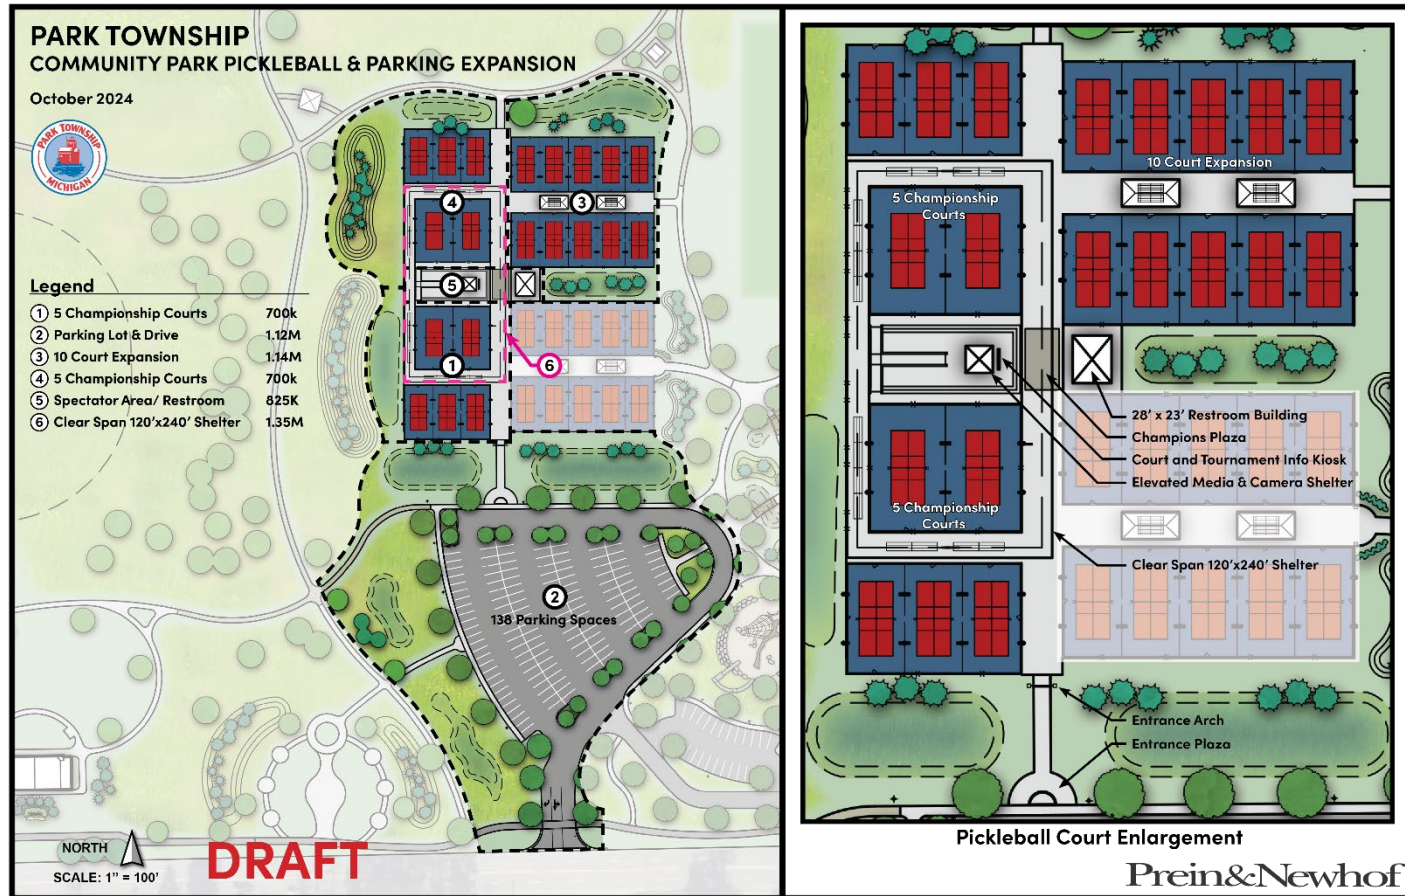 PARK TOWNSHIP
COMMUNITY PARK PICKLEBALL & PARKING EXPANSION
October 2024
PARK TOWNSHIP
MICHIGAN
Legend
1 5 Championship Courts 700k
2 Parking Lot & Drive 1.12M
3 10 Court Expansion 1.14M
4 5 Championship Courts 700k
5 Spectator Area/ Restroom 825K
6 Clear Span 120'x240' Shelter 1.35M
4
3
5
1
6
2
138 Parking Spaces
NORTH
SCALE: 1" = 100'
DRAFT
10 Court Expansion
5 Championship
Courts
28' x 23' Restroom Building
Champions Plaza
Court and Tournament Info Kiosk
Elevated Media & Camera Shelter
5 Championship
Courts
Clear Span 120'x240' Shelter
Entrance Arch
Entrance Plaza
Pickleball Court Enlargement
Prein&Newhof